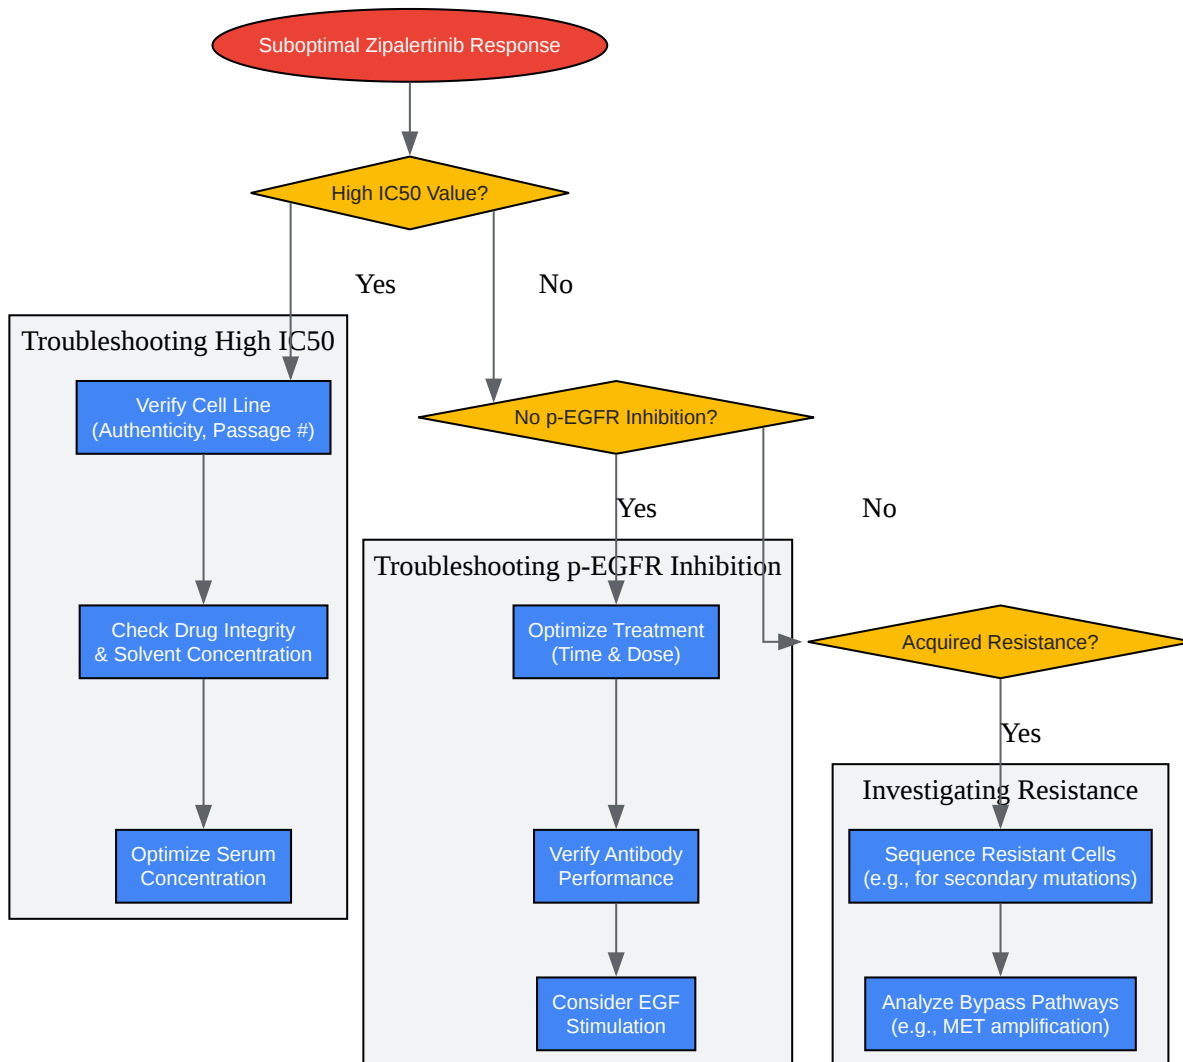 Suboptimal Zipalertinib Response
High IC50 Value?
Yes
No
Troubleshooting High IC50
Verify Cell Line
(Authenticity, Passage #)
No p-EGFR Inhibition?
Yes
No
Troubleshooting p-EGFR Inhibition
Check Drug Integrity
& Solvent Concentration
Optimize Treatment
(Time & Dose)
Acquired Resistance?
Yes
Investigating Resistance
Optimize Serum
Concentration
Verify Antibody
Performance
Sequence Resistant Cells
(e.g., for secondary mutations)
Consider EGF
Stimulation
Analyze Bypass Pathways
(e.g., MET amplification)